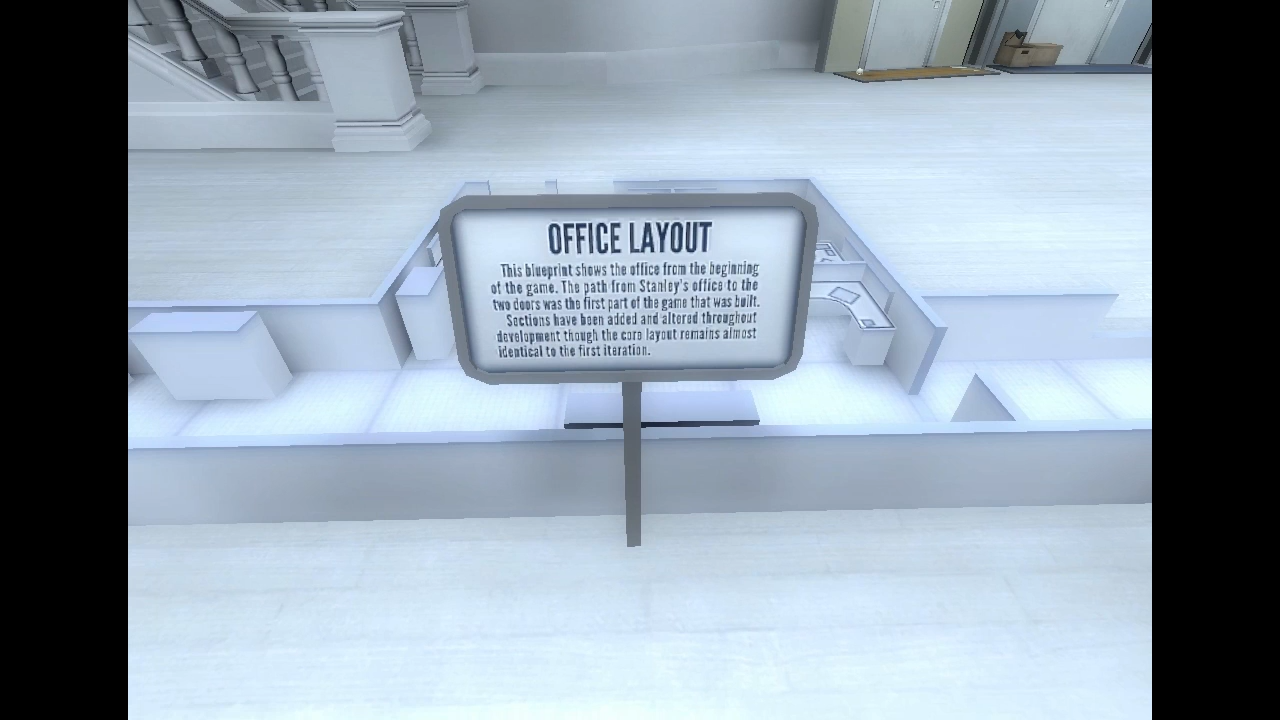 OFFICE LAYOUT
This blueprint shows the office from the beginning
of the game. The path from Stanley's office to the
two doors was the first part of the game that was built.
Sections have been added and altered throughout
development though the core layout remains almost
identical to the first iteration.